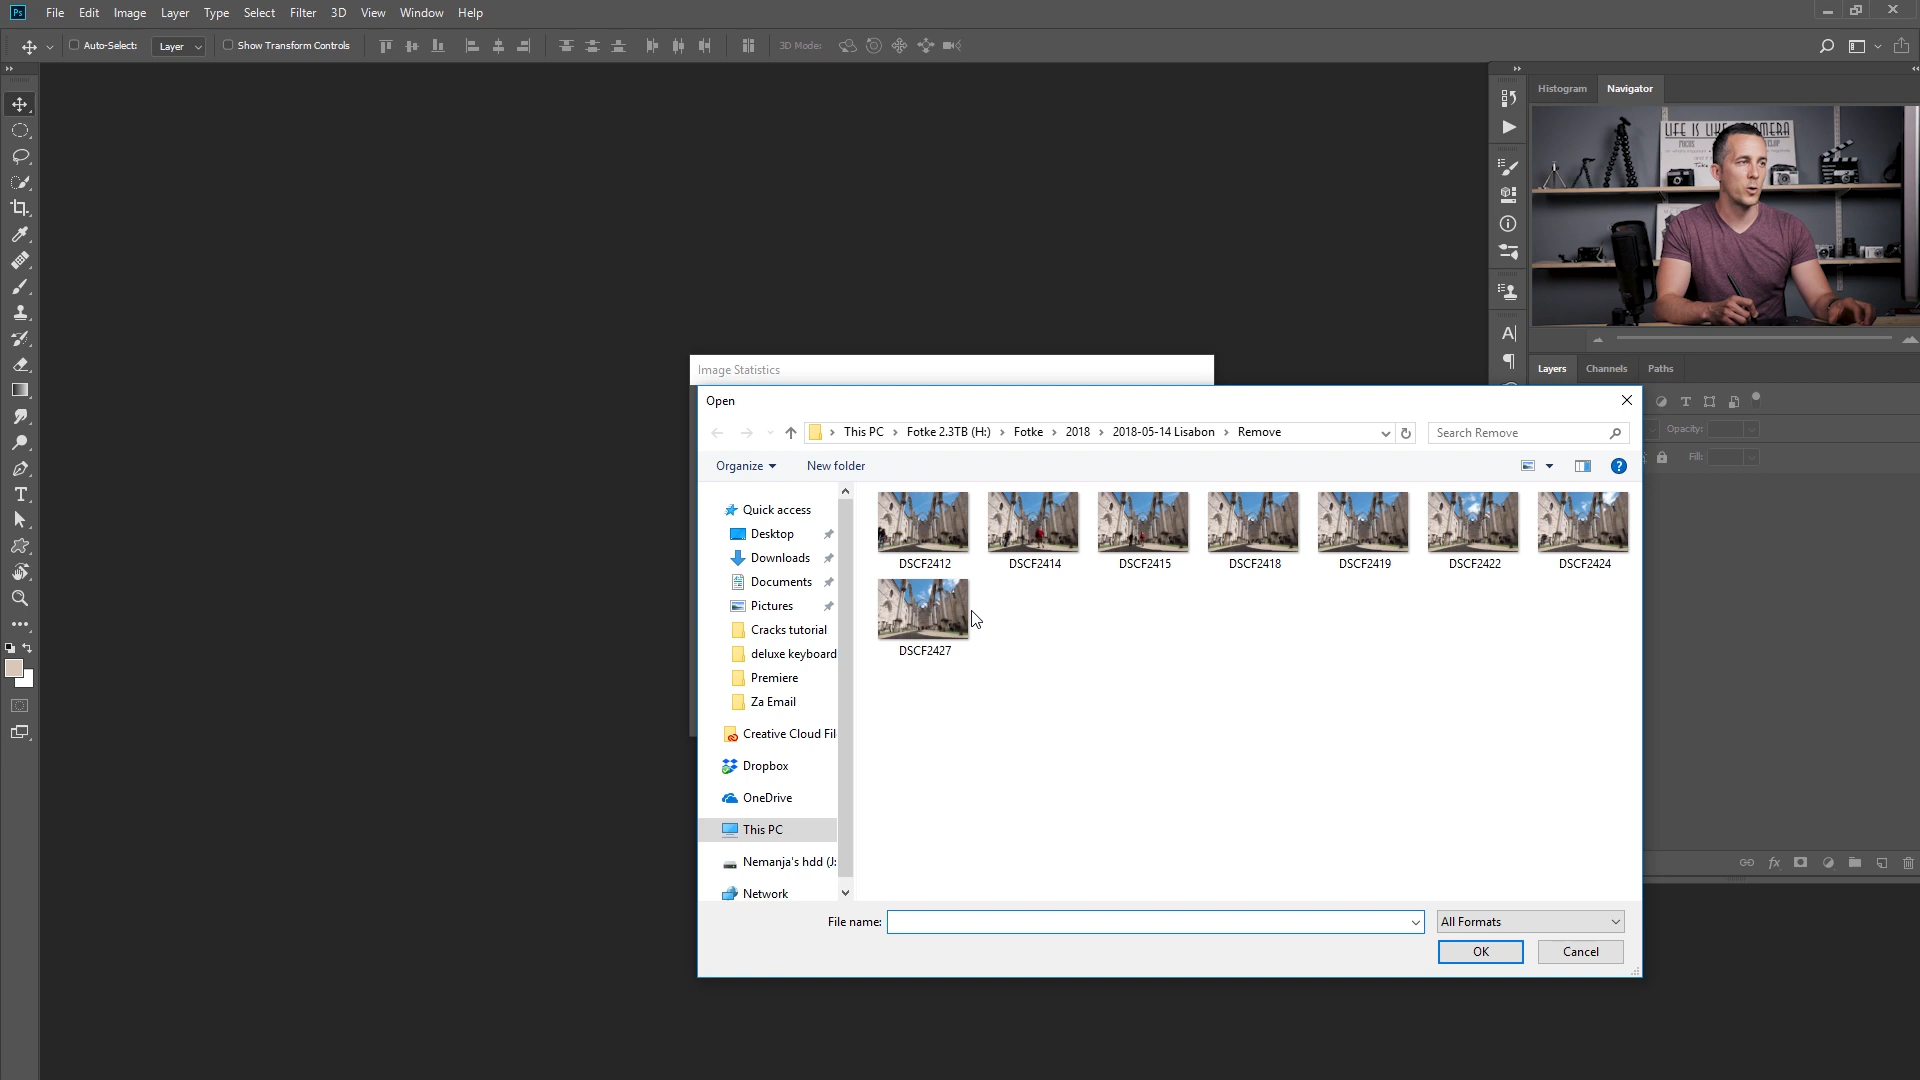 Ps File Edit Image Layer Type Select Filter 3D View Window Help
Auto-Select: Layer Show Transform Controls 3D Mode:
Histogram Navigator
LIFE IS LIKE A CAMERA
Image Statistics
Layers Channels Paths
Open
This PC Fotke 2.3TB (H:) Fotke 2018 2018-05-14 Lisabon Remove Search Remove
Opacity:
Fill:
Organize New folder
Quick access
Desktop
Downloads
Documents
Pictures
Cracks tutorial
deluxe keyboard
Premiere
Za Email
Creative Cloud Fil
Dropbox
OneDrive
This PC
Nemanja's hdd (J:
Network
DSCF2412 DSCF2414 DSCF2415 DSCF2418 DSCF2419 DSCF2422 DSCF2424
DSCF2427
File name: All Formats
OK Cancel